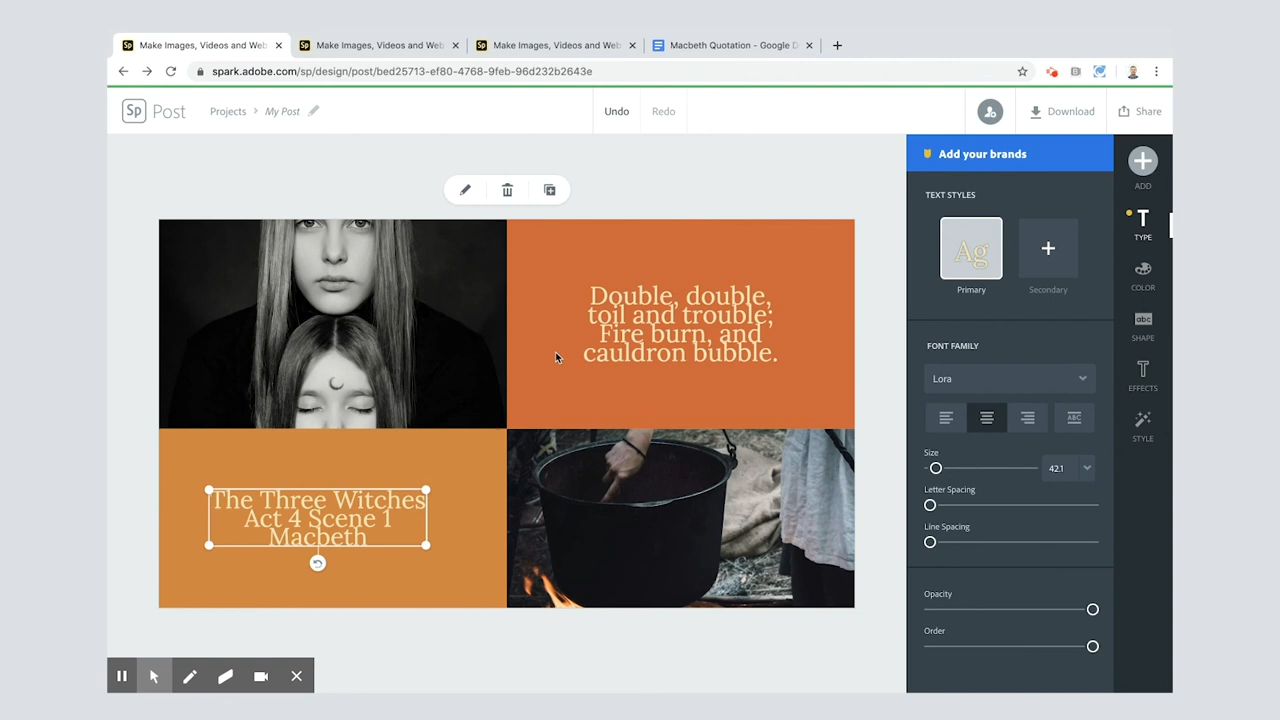 Make Images, Videos and Web
Make Images, Videos and Web
Make Images, Videos and Web
Macbeth Quotation - Google D
spark.adobe.com/sp/design/post/bed25713-ef80-4768-9feb-96d232b2643e
Sp Post
Projects > My Post
Undo
Redo
Download
Share
Add your brands
ADD
TEXT STYLES
Ag
Primary
+
Secondary
TYPE
COLOR
SHAPE
abc
EFFECTS
STYLE
FONT FAMILY
Lora
ABC
Size
42.1
Letter Spacing
Line Spacing
Opacity
Order
Double, double,
toil and trouble;
Fire burn, and
cauldron bubble.
The Three Witches
Act 4 Scene 1
Macbeth